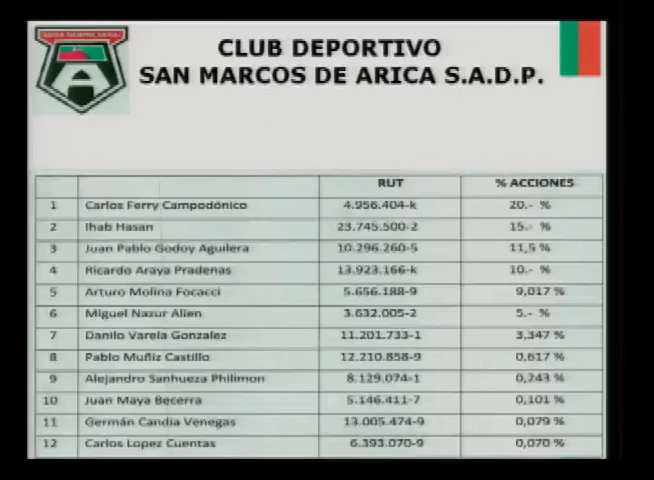 CLUB DEPORTIVO
SAN MARCOS DE ARICA S.A.D.P.
RUT % ACCIONES
1 Carlos Ferry Campodónico 4.956.404-k 20.- %
2 Ihab Hasan 23.745.500-2 15.- %
3 Juan Pablo Godoy Aguilera 10.296.260-5 11,5 %
4 Ricardo Araya Pradenas 13.923.166-k 10.- %
5 Arturo Molina Focacci 5.656.188-9 9,017 %
6 Miguel Nazur Allen 3.632.005-2 5.- %
7 Danilo Varela Gonzalez 11.201.733-1 3,347 %
8 Pablo Muñiz Castillo 12.210.858-9 0,617 %
9 Alejandro Sanhueza Philimon 8.129.074-1 0,243 %
10 Juan Maya Becerra 5.146.411-7 0,101 %
11 Germán Candia Venegas 13.005.474-9 0,079 %
12 Carlos Lopez Cuentas 6.393.070-9 0,070 %